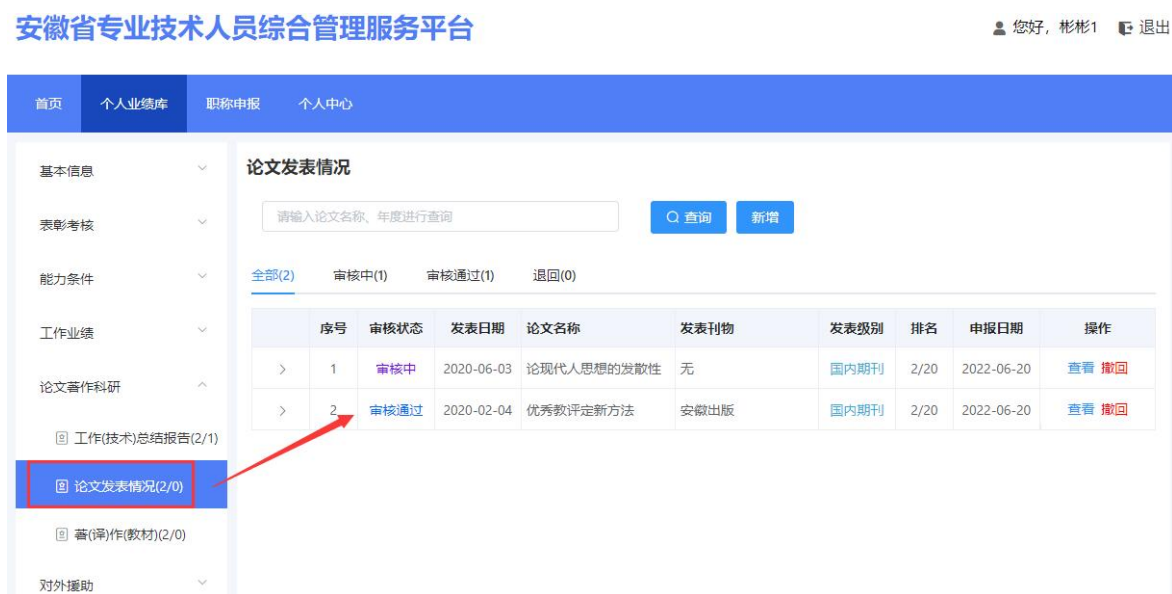 安徽省专业技术人员综合管理服务平台
您好，彬彬1 退出
首页 个人业绩库 职称申报 个人中心
基本信息
表彰考核
能力条件
工作业绩
论文著作科研
工作(技术)总结报告(2/1)
论文发表情况(2/0)
著(译)作(教材)(2/0)
对外援助
论文发表情况
请输入论文名称、年度进行查询 查询 新增
全部(2) 审核中(1) 审核通过(1) 退回(0)
序号 审核状态 发表日期 论文名称 发表刊物 发表级别 排名 申报日期 操作
1 审核中 2020-06-03 论现代人思想的发散性 无 国内期刊 2/20 2022-06-20 查看 撤回
2 审核通过 2020-02-04 优秀教评定新方法 安徽出版 国内期刊 2/20 2022-06-20 查看 撤回